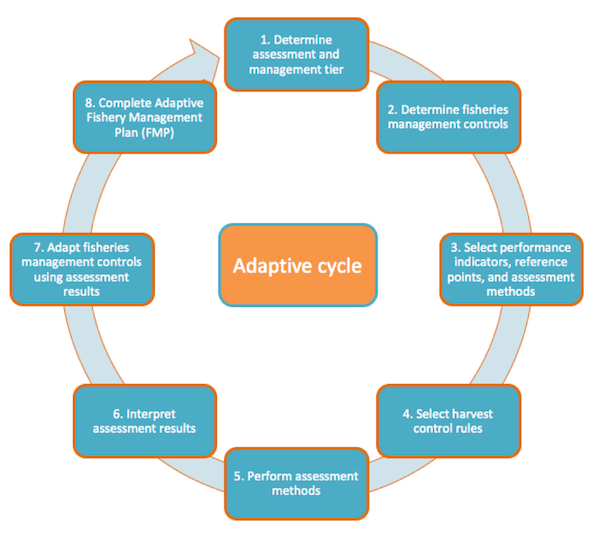 1. Determine
assessment and
management tier
2. Determine fisheries
management controls
3. Select performance
indicators, reference
points, and assessment
methods
4. Select harvest
control rules
5. Perform assessment
methods
6. Interpret
assessment results
7. Adapt fisheries
management controls
using assessment
results
8. Complete Adaptive
Fishery Management
Plan (FMP)
Adaptive cycle